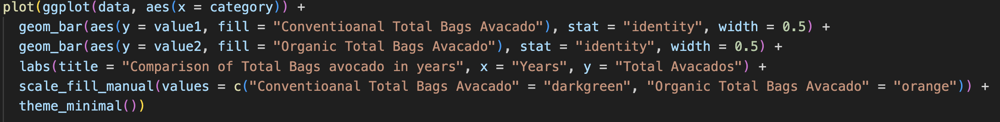 plot(ggplot(data, aes(x = category)) +
geom_bar(aes(y = value1, fill = "Conventioanal Total Bags Avacado"), stat = "identity", width = 0.5) +
geom_bar(aes(y = value2, fill = "Organic Total Bags Avacado"), stat = "identity", width = 0.5) +
labs(title = "Comparison of Total Bags avocado in years", x = "Years", y = "Total Avacados") +
scale_fill_manual(values = c("Conventioanal Total Bags Avacado" = "darkgreen", "Organic Total Bags Avacado" = "orange")) +
theme_minimal())